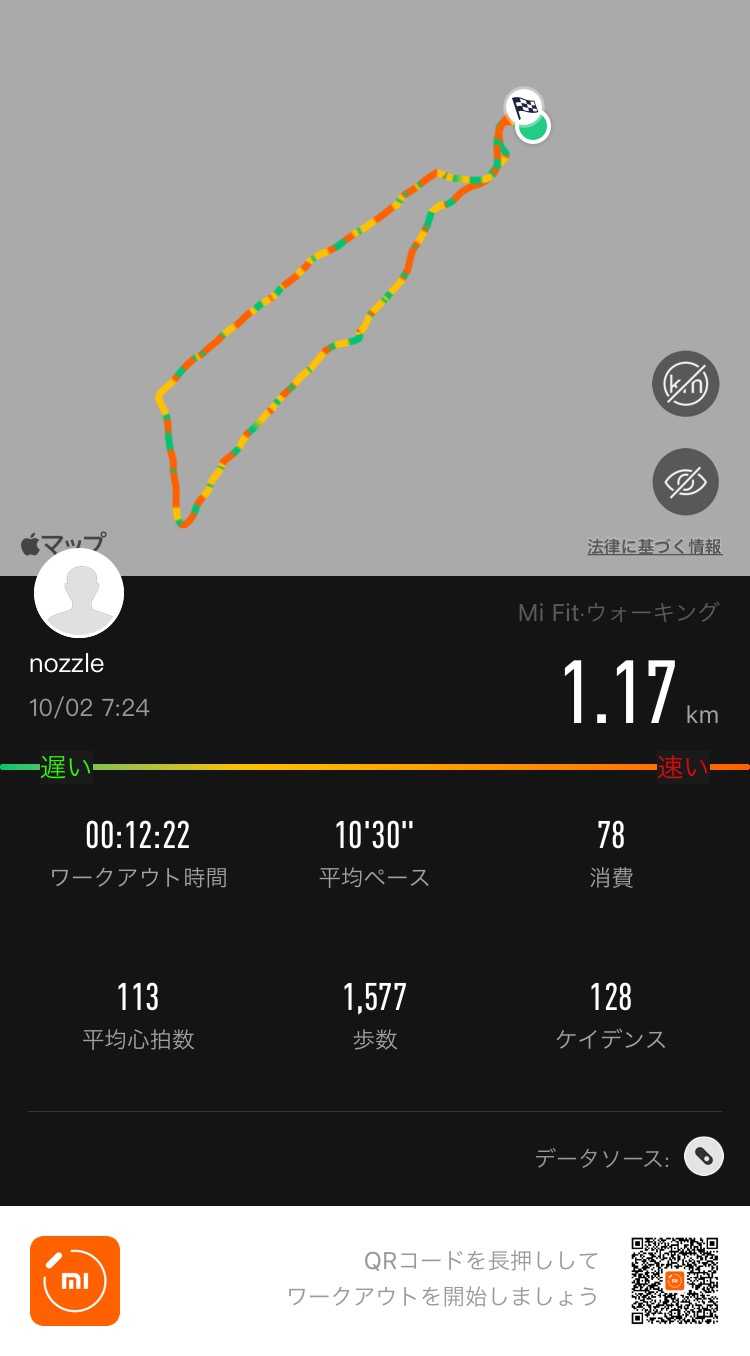 マップ
法律に基づく情報
nozzle
Mi Fit·ウォーキング
10/02 7:24
1.17 km
遅い
速い
00:12:22
ワークアウト時間
10'30"
平均ペース
78
消費
113
平均心拍数
1,577
歩数
128
ケイデンス
データソース:
mi
QRコードを長押しして
ワークアウトを開始しましょう